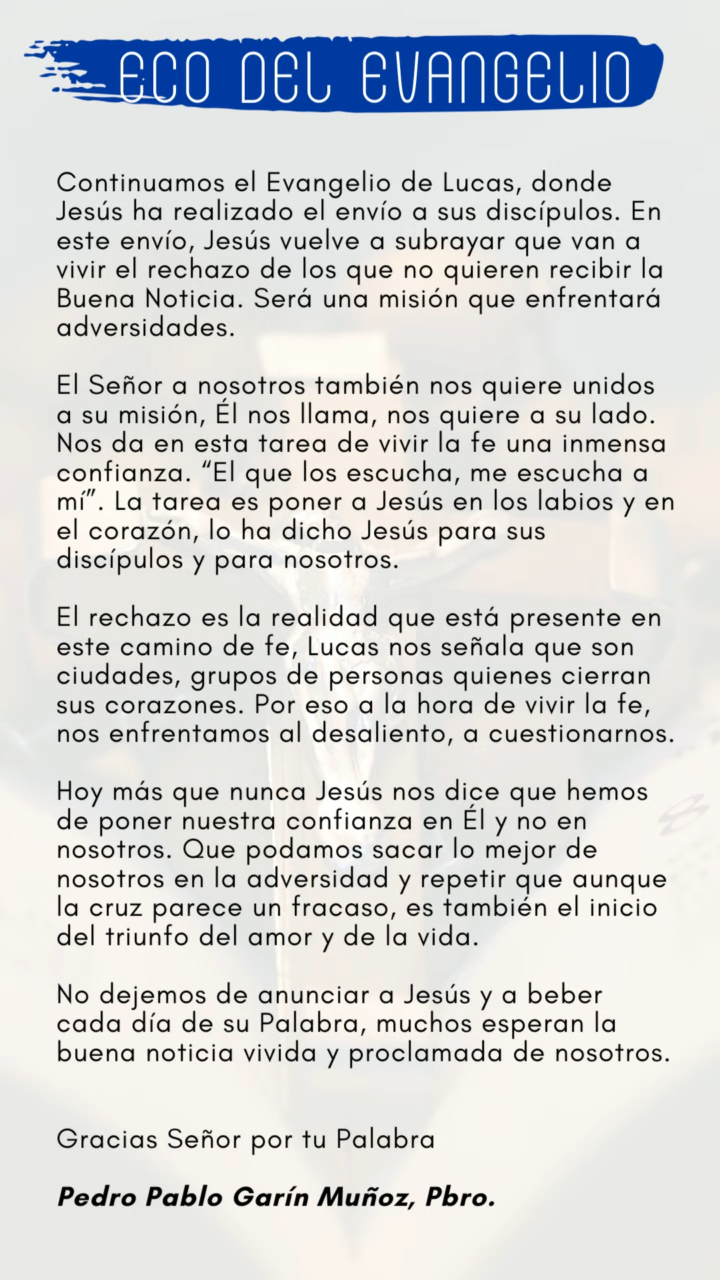 ECO DEL EVANGELIO
Continuamos el Evangelio de Lucas, donde
Jesús ha realizado el envío a sus discípulos. En
este envío, Jesús vuelve a subrayar que van a
vivir el rechazo de los que no quieren recibir la
Buena Noticia. Será una misión que enfrentará
adversidades.
El Señor a nosotros también nos quiere unidos
a su misión, Él nos llama, nos quiere a su lado.
Nos da en esta tarea de vivir la fe una inmensa
confianza. “El que los escucha, me escucha a
mí”. La tarea es poner a Jesús en los labios y en
el corazón, lo ha dicho Jesús para sus
discípulos y para nosotros.
El rechazo es la realidad que está presente en
este camino de fe, Lucas nos señala que son
ciudades, grupos de personas quienes cierran
sus corazones. Por eso a la hora de vivir la fe,
nos enfrentamos al desaliento, a cuestionarnos.
Hoy más que nunca Jesús nos dice que hemos
de poner nuestra confianza en Él y no en
nosotros. Que podamos sacar lo mejor de
nosotros en la adversidad y repetir que aunque
la cruz parece un fracaso, es también el inicio
del triunfo del amor y de la vida.
No dejemos de anunciar a Jesús y a beber
cada día de su Palabra, muchos esperan la
buena noticia vivida y proclamada de nosotros.
Gracias Señor por tu Palabra
Pedro Pablo Garín Muñoz, Pbro.